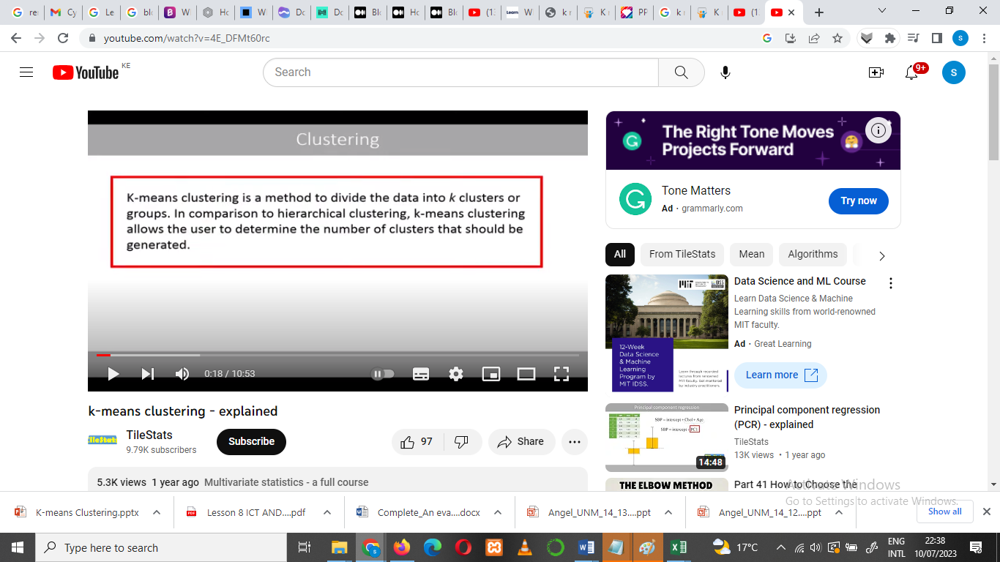 re
Cy
Le
blo
W
Ho
W
Do
Do
Blo
Ho
Blo
(1
Learn
W
k
K
PP
k
K
(1
youtube.com/watch?v=4E_DFMt60rc
S
YouTube
KE
Search
9+
S
Clustering
K-means clustering is a method to divide the data into k clusters or
groups. In comparison to hierarchical clustering, k-means clustering
allows the user to determine the number of clusters that should be
generated.
0:18 / 10:53
k-means clustering - explained
TileStats
TileStats
9.79K subscribers
Subscribe
97
Share
5.3K views 1 year ago Multivariate statistics - a full course
The Right Tone Moves
Projects Forward
Tone Matters
Ad · grammarly.com
Try now
All
From TileStats
Mean
Algorithms
MIT
IDSS
12-Week
Data Science
& Machine
Learning
Program by
MIT IDSS.
Learn through recorded
lectures from renowned
MIT faculty. Get mentored
by industry practitioners.
Data Science and ML Course
Learn Data Science & Machine
Learning skills from world-renowned
MIT faculty.
Ad · Great Learning
Learn more
Principal component regression
SBP = intercept + Chol + Age
SBP = intercept + PC1
14:48
Principal component regression
(PCR) - explained
TileStats
13K views • 1 year ago
THE ELBOW METHOD
Part 41 How to Choose the
Activate Windows
Go to Settings to activate Windows.
K-means Clustering.pptx
Lesson 8 ICT AND....pdf
Complete_An eva....docx
Angel_UNM_14_13....ppt
Angel_UNM_14_12....ppt
Show all
Type here to search
17°C
ENG
INTL
22:38
10/07/2023